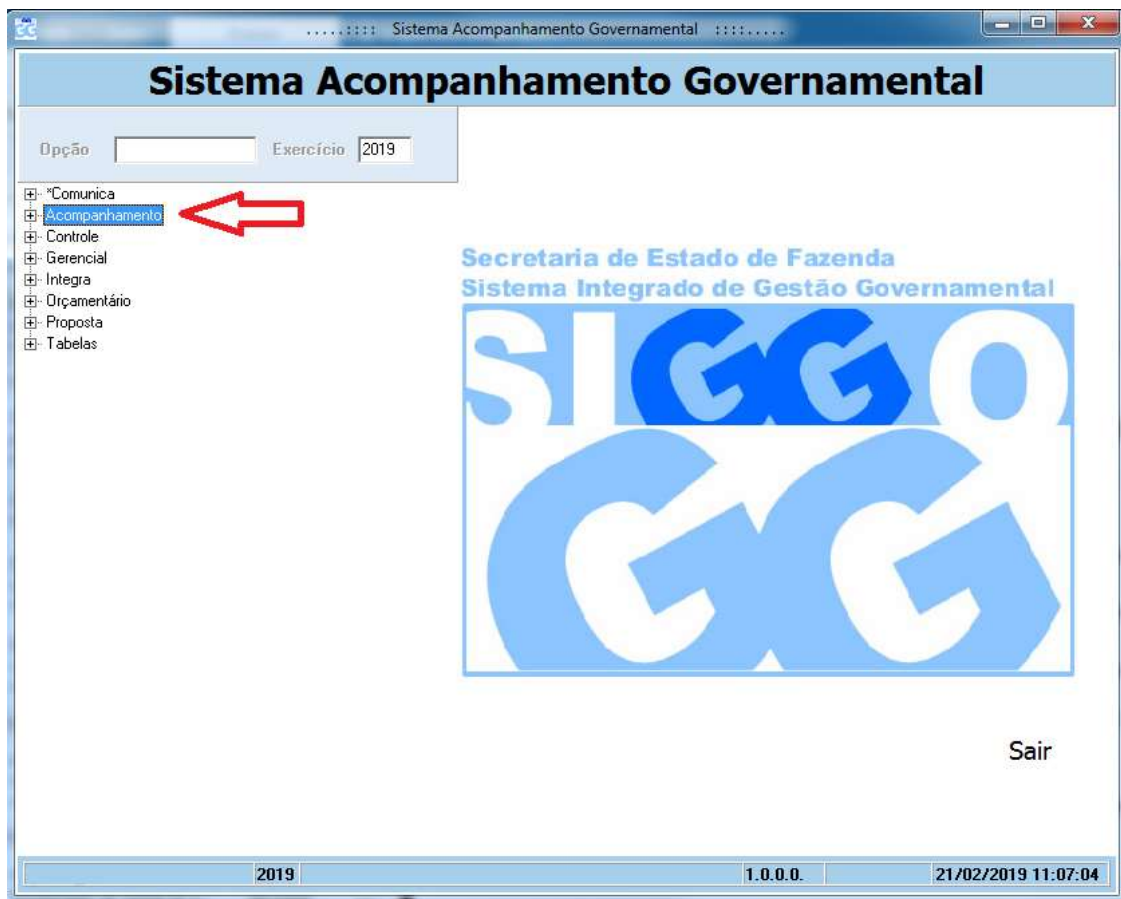 .....:::: Sistema Acompanhamento Governamental ::::.....
Sistema Acompanhamento Governamental
Opção Exercício 2019
*Comunica
Acompanhamento
Controle
Gerencial
Integra
Orçamentário
Proposta
Tabelas
Secretaria de Estado de Fazenda
Sistema Integrado de Gestão Governamental
SIGGO
GG
Sair
2019 1.0.0.0. 21/02/2019 11:07:04